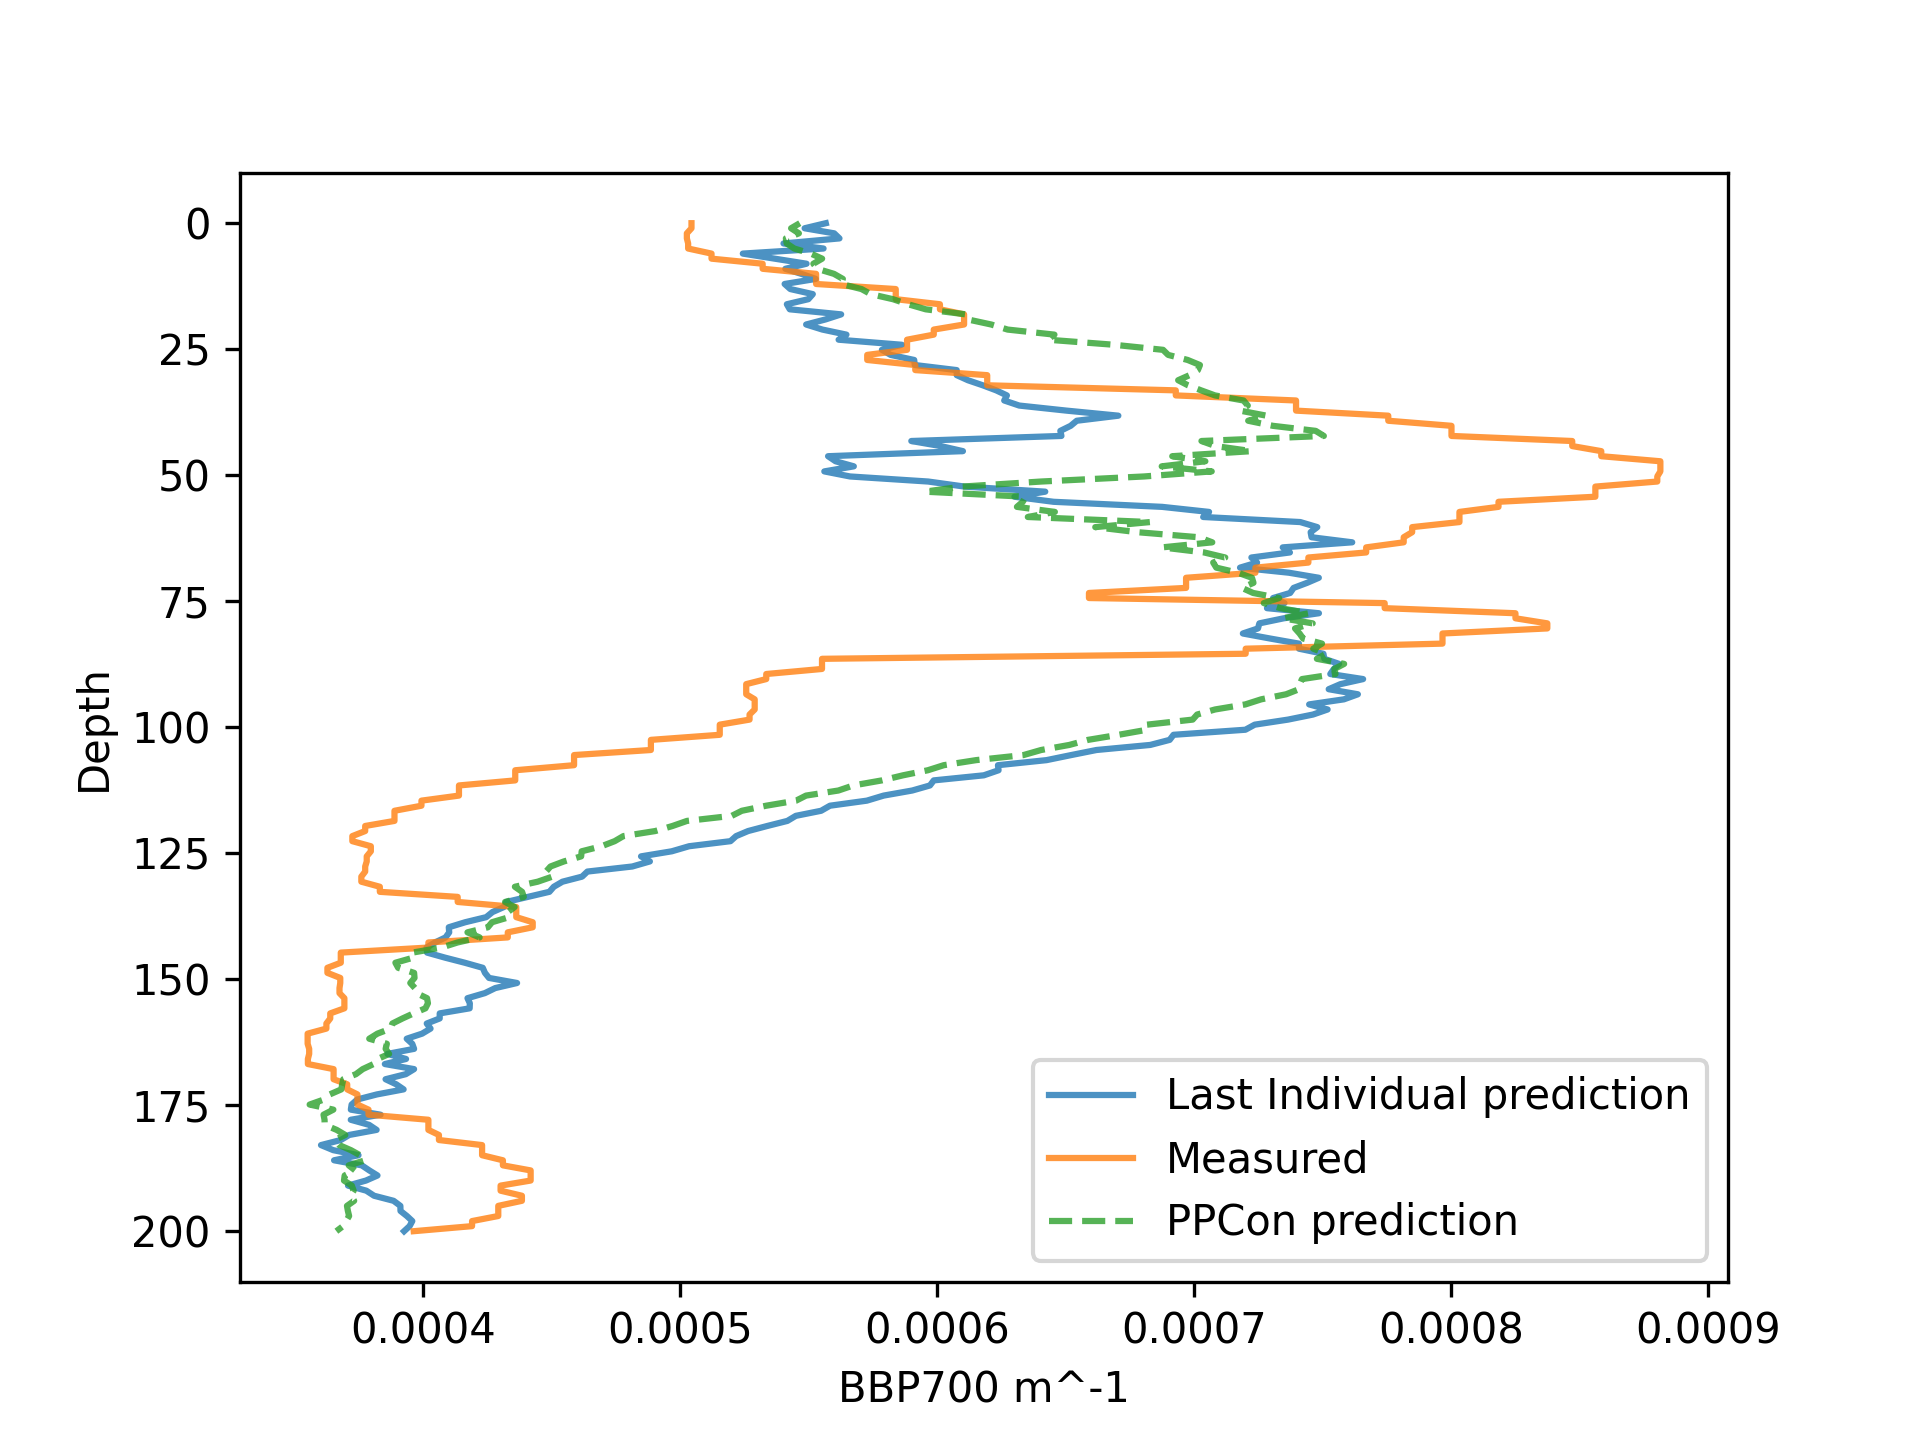 0
25
50
75
100
125
150
175
200
Depth
0.0004 0.0005 0.0006 0.0007 0.0008 0.0009
BBP700 m^-1
Last Individual prediction
Measured
PPCon prediction